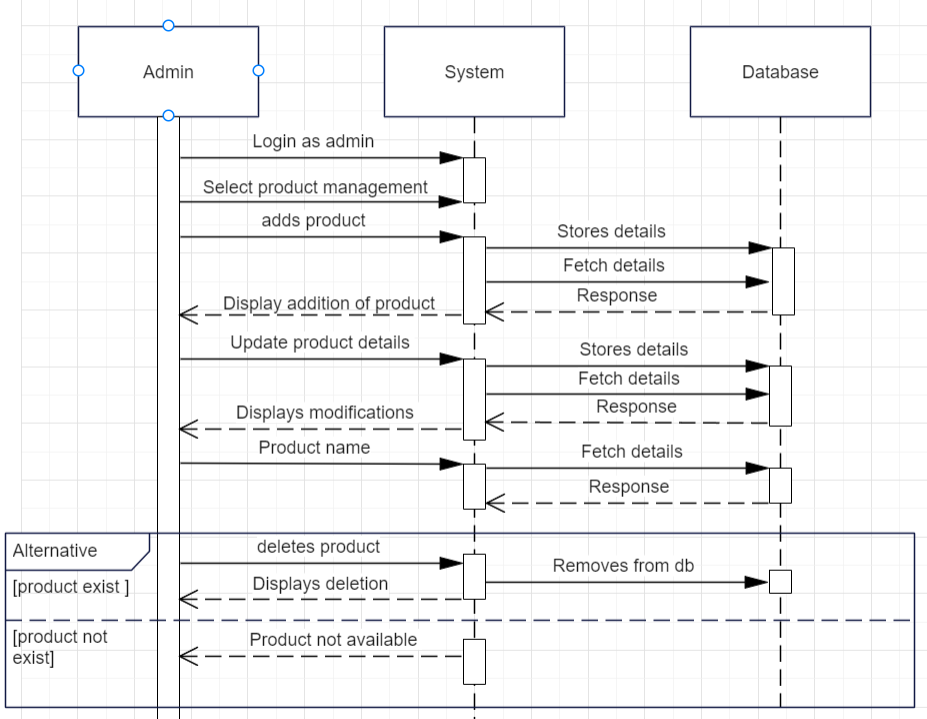 Admin
System
Database
Login as admin
Select product management
adds product
Stores details
Fetch details
Response
Display addition of product
Update product details
Stores details
Fetch details
Response
Displays modifications
Product name
Fetch details
Response
Alternative
deletes product
Removes from db
[product exist ]
Displays deletion
[product not
exist]
Product not available